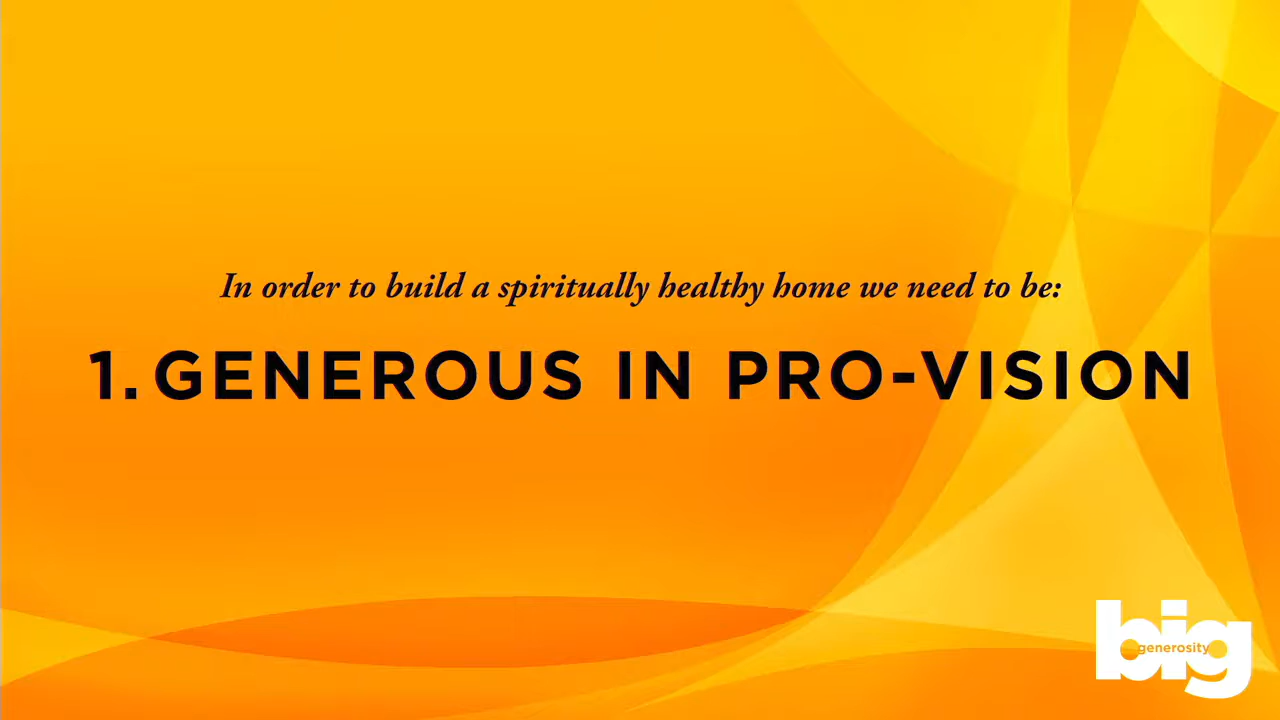 In order to build a spiritually healthy home we need to be:
1. GENEROUS IN PRO-VISION
big
generosity